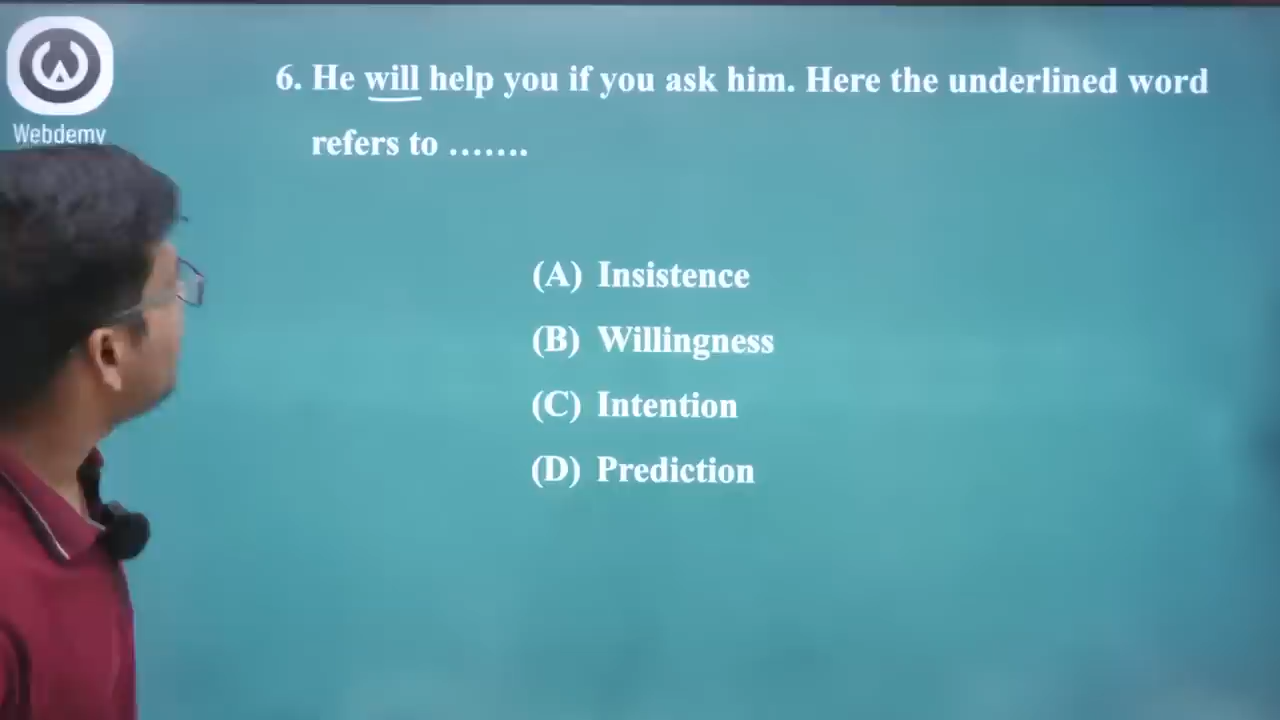 Webdemy
6. He will help you if you ask him. Here the underlined word
refers to .......
(A) Insistence
(B) Willingness
(C) Intention
(D) Prediction